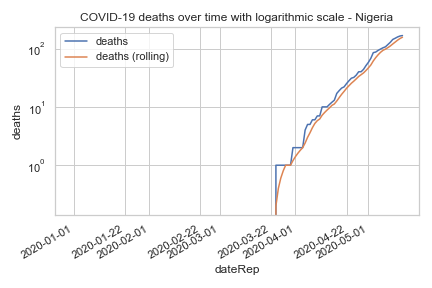 COVID-19 deaths over time with logarithmic scale - Nigeria
deaths
deaths (rolling)
10²
10¹
10⁰
deaths
2020-01-01
2020-01-22
2020-02-01
2020-02-22
2020-03-01
2020-03-22
2020-04-01
2020-04-22
2020-05-01
dateRep